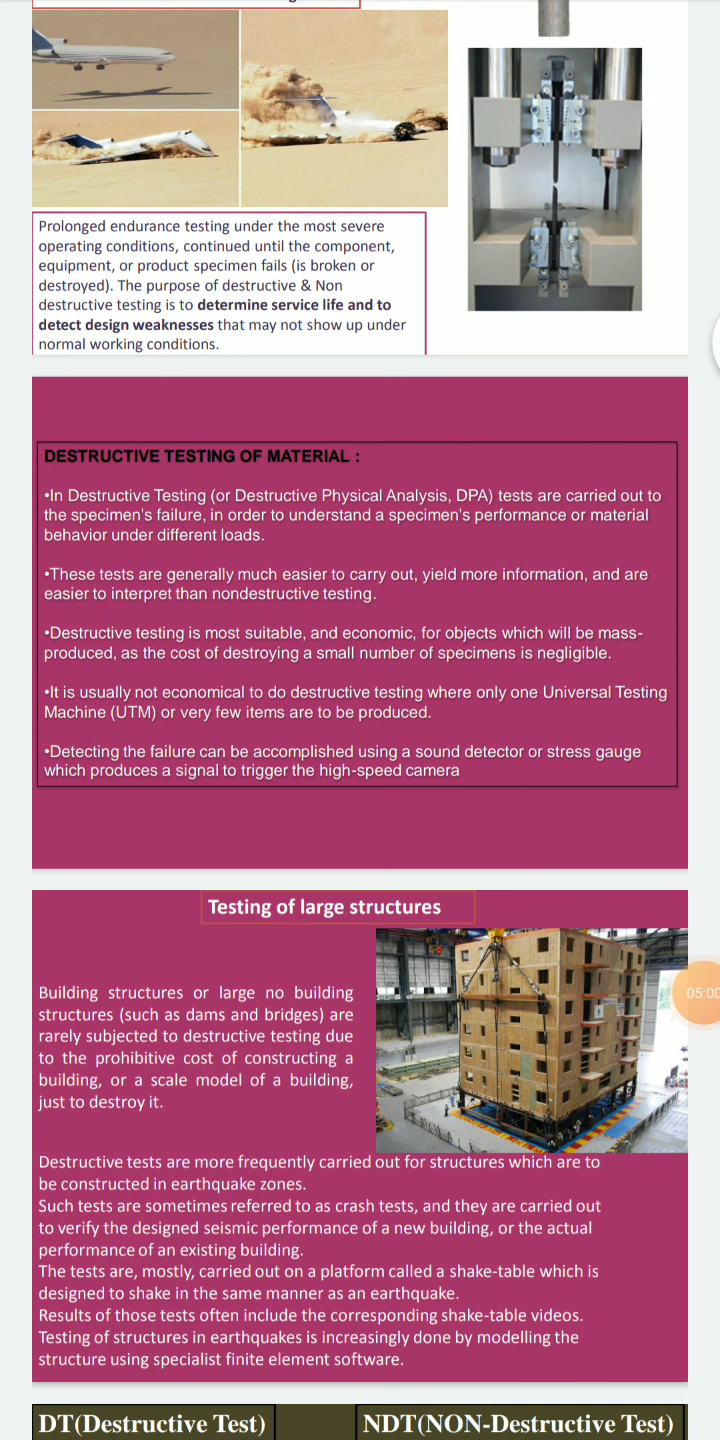 Prolonged endurance testing under the most severe
operating conditions, continued until the component,
equipment, or product specimen fails (is broken or
destroyed). The purpose of destructive & Non
destructive testing is to determine service life and to
detect design weaknesses that may not show up under
normal working conditions.
DESTRUCTIVE TESTING OF MATERIAL :
•In Destructive Testing (or Destructive Physical Analysis, DPA) tests are carried out to
the specimen's failure, in order to understand a specimen's performance or material
behavior under different loads.
•These tests are generally much easier to carry out, yield more information, and are
easier to interpret than nondestructive testing.
•Destructive testing is most suitable, and economic, for objects which will be mass-
produced, as the cost of destroying a small number of specimens is negligible.
•It is usually not economical to do destructive testing where only one Universal Testing
Machine (UTM) or very few items are to be produced.
•Detecting the failure can be accomplished using a sound detector or stress gauge
which produces a signal to trigger the high-speed camera
Testing of large structures
Building structures or large no building
structures (such as dams and bridges) are
rarely subjected to destructive testing due
to the prohibitive cost of constructing a
building, or a scale model of a building,
just to destroy it.
05:00
Destructive tests are more frequently carried out for structures which are to
be constructed in earthquake zones.
Such tests are sometimes referred to as crash tests, and they are carried out
to verify the designed seismic performance of a new building, or the actual
performance of an existing building.
The tests are, mostly, carried out on a platform called a shake-table which is
designed to shake in the same manner as an earthquake.
Results of those tests often include the corresponding shake-table videos.
Testing of structures in earthquakes is increasingly done by modelling the
structure using specialist finite element software.
DT(Destructive Test)
NDT(NON-Destructive Test)